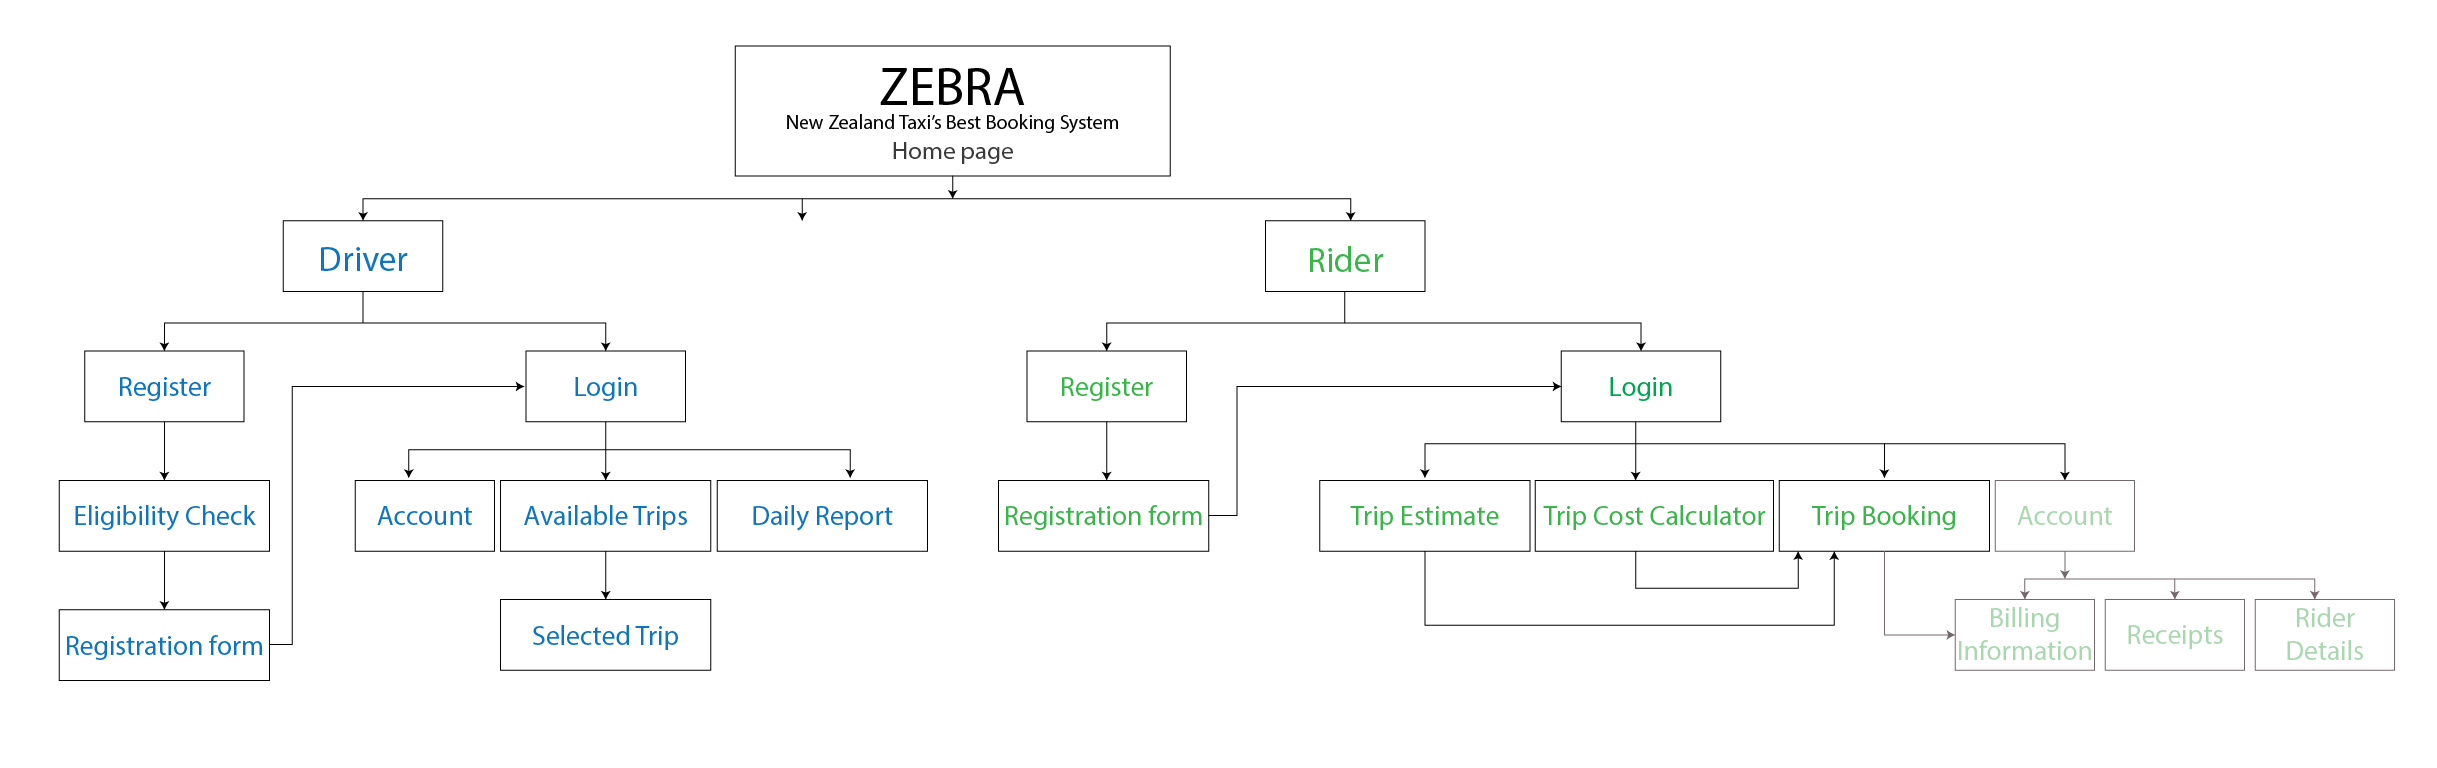 ZEBRA
New Zealand Taxi's Best Booking System
Home page
Driver
Rider
Register
Login
Register
Login
Eligibility Check
Account
Available Trips
Daily Report
Registration form
Trip Estimate
Trip Cost Calculator
Trip Booking
Account
Registration form
Selected Trip
Billing
Information
Receipts
Rider
Details